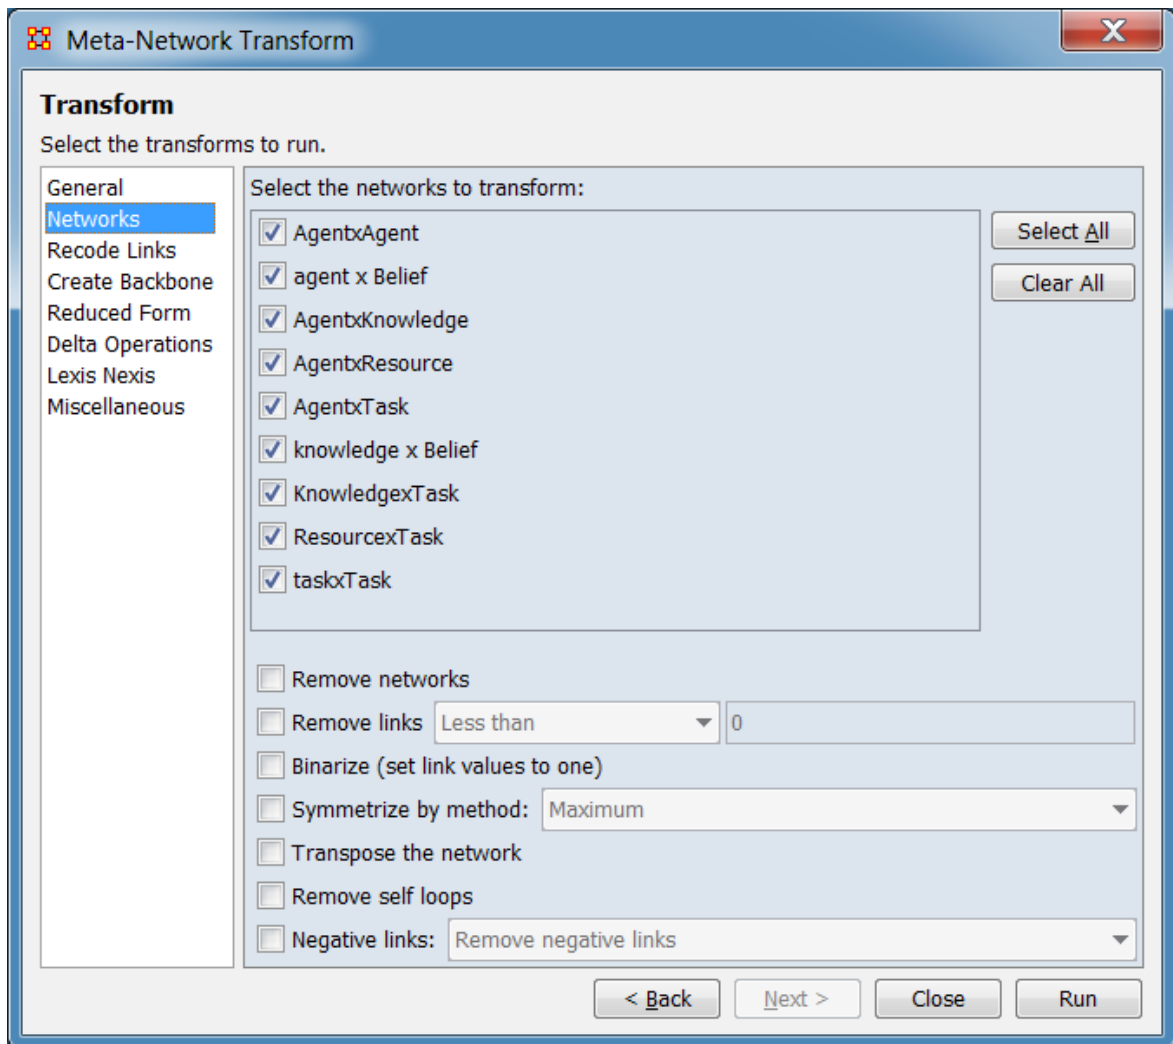 Meta-Network Transform
X
Transform
Select the transforms to run.
General
Networks
Recode Links
Create Backbone
Reduced Form
Delta Operations
Lexis Nexis
Miscellaneous
Select the networks to transform:
AgentxAgent
agent x Belief
AgentxKnowledge
AgentxResource
AgentxTask
knowledge x Belief
KnowledgexTask
ResourcexTask
taskxTask
Select All
Clear All
Remove networks
Remove links Less than 0
Binarize (set link values to one)
Symmetrize by method: Maximum
Transpose the network
Remove self loops
Negative links: Remove negative links
< Back Next > Close Run